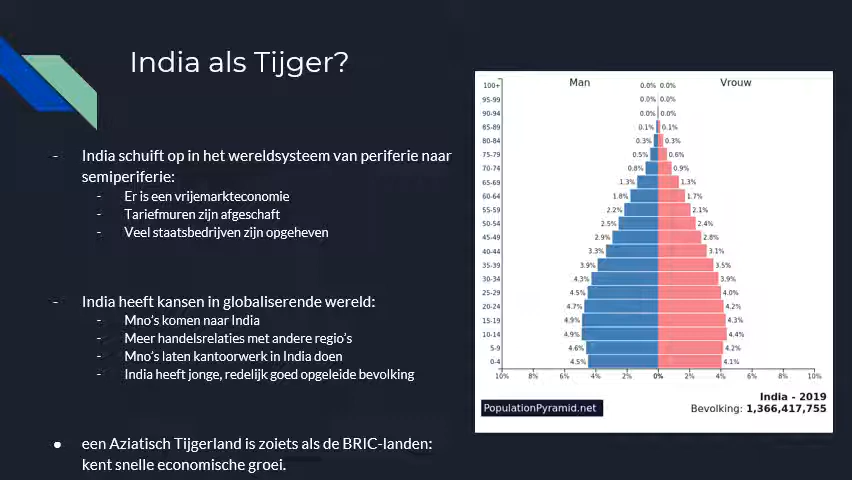 India als Tijger?
- India schuift op in het wereldsysteem van periferie naar
semiperiferie:
- Er is een vrijemarkteconomie
- Tariefmuren zijn afgeschaft
- Veel staatsbedrijven zijn opgeheven
- India heeft kansen in globaliserende wereld:
- Mno's komen naar India
- Meer handelsrelaties met andere regio's
- Mno's laten kantoorwerk in India doen
- India heeft jonge, redelijk goed opgeleide bevolking
● een Aziatisch Tijgerland is zoiets als de BRIC-landen:
kent snelle economische groei.
Man Vrouw
100+ 0.0% 0.0%
95-99 0.0% 0.0%
90-94 0.0% 0.0%
85-89 0.1% 0.1%
80-84 0.3% 0.3%
75-79 0.5% 0.6%
70-74 0.8% 0.9%
65-69 1.3% 1.3%
60-64 1.8% 1.7%
55-59 2.2% 2.1%
50-54 2.5% 2.4%
45-49 2.9% 2.8%
40-44 3.3% 3.1%
35-39 3.9% 3.5%
30-34 4.3% 3.9%
25-29 4.5% 4.0%
20-24 4.7% 4.2%
15-19 4.9% 4.3%
10-14 4.9% 4.4%
5-9 4.6% 4.2%
0-4 4.5% 4.1%
10% 8% 6% 4% 2% 0% 2% 4% 6% 8% 10%
India - 2019
PopulationPyramid.net Bevolking: 1,366,417,755